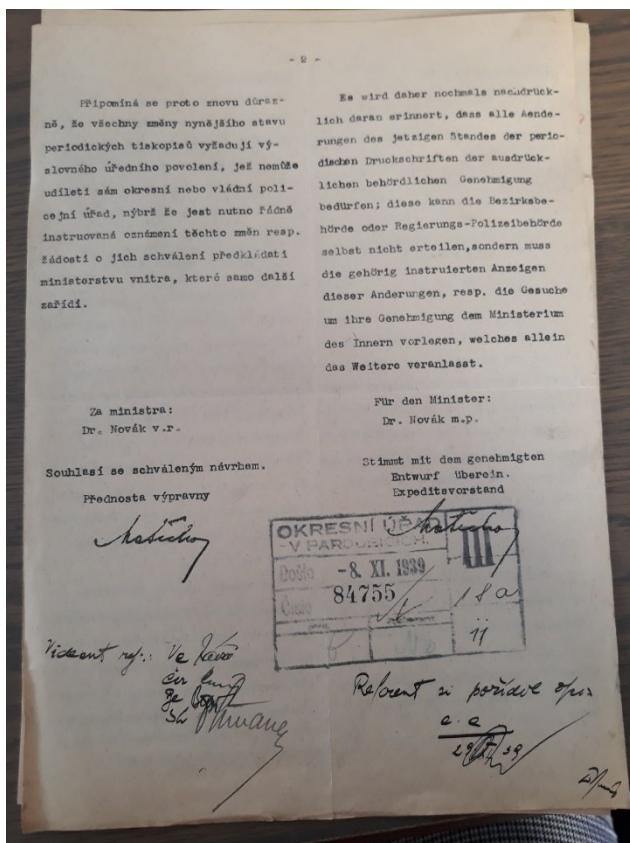 - 2 -
Připomíná se proto znovu důraz-
ně, že všechny změny nynějšího stavu
periodických tiskopisů vyžadují vý-
slovného úředního povolení, jež nemůže
uděliti sám okresní nebo vládní poli-
cejní úřad, nýbrž že jest nutno řádně
instruovaná oznámení těchto změn resp.
žádosti o jich schválení předkládati
ministerstvu vnitra, které samo další
zařídí.
Za ministra:
Dr. Novák v.r.
Souhlasí se schváleným návrhem.
Přednosta výpravny
Es wird daher nochmals nachdrück-
lich daran erinnert, dass alle Aende-
rungen des jetzigen Standes der perio-
dischen Druckschriften der ausdrück-
lichen behördlichen Genehmigung
bedürfen; diese kann die Bezirksbe-
hörde oder Regierungs-Polizeibehörde
selbst nicht erteilen,sondern muss
die gehörig instruierten Anzeigen
dieser Anderungen, resp. die Gesuche
um ihre Genehmigung dem Ministerium
des Innern vorlegen, welches allein
das Weitere veranlasst.
Für den Minister:
Dr. Novák m.p.
Stimmt mit dem genehmigten
Entwurf überein.
Expeditsvorstand
OKRESNÍ ÚŘAD
-V PARDUBICÍCH.
III
Došlo -8. XI. 1939
Číslo 84755
18a
11
Referent si pořídil opis